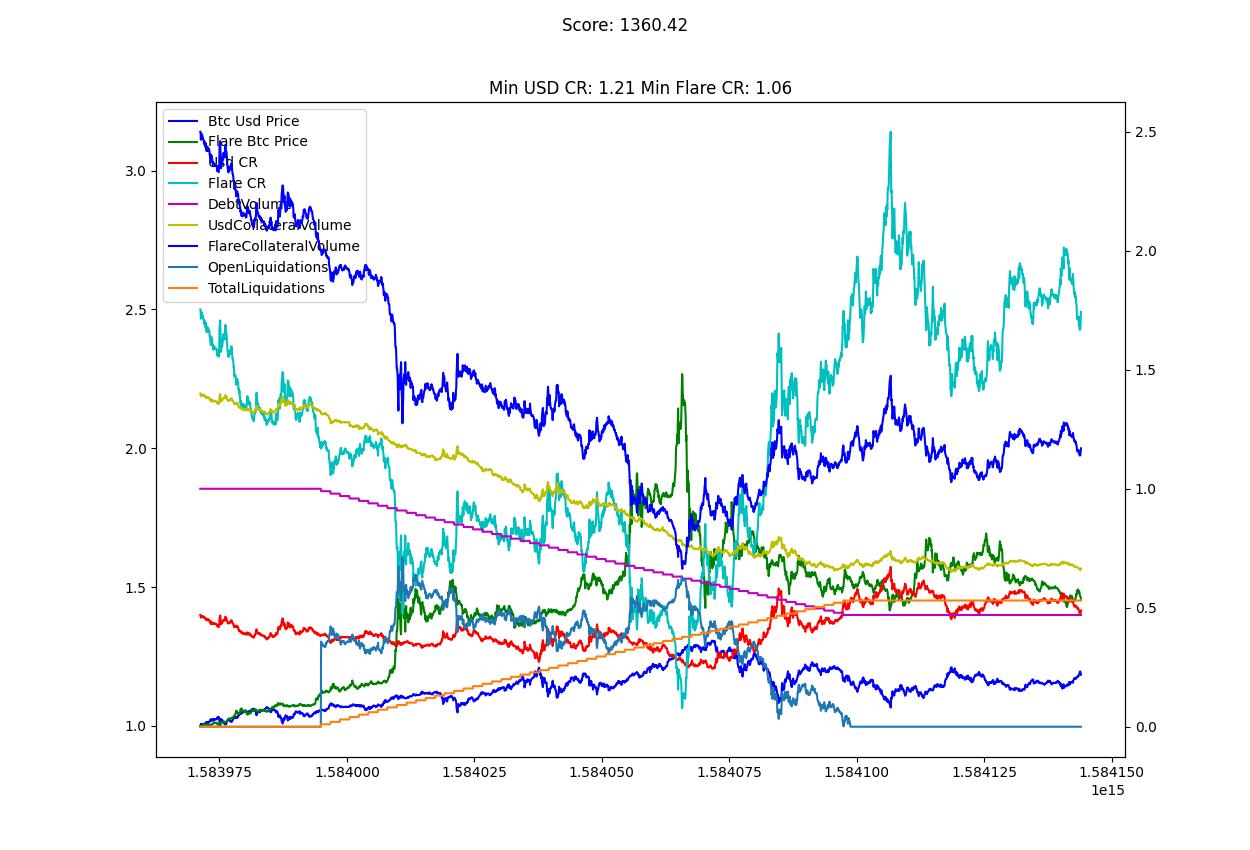 Score: 1360.42
Min USD CR: 1.21 Min Flare CR: 1.06
Btc Usd Price
Flare Btc Price
Usd CR
Flare CR
DebtVolume
UsdCollateralVolume
FlareCollateralVolume
OpenLiquidations
TotalLiquidations
3.0
2.5
2.0
1.5
1.0
2.5
2.0
1.5
1.0
0.5
0.0
1.583975
1.584000
1.584025
1.584050
1.584075
1.584100
1.584125
1.584150
1e15